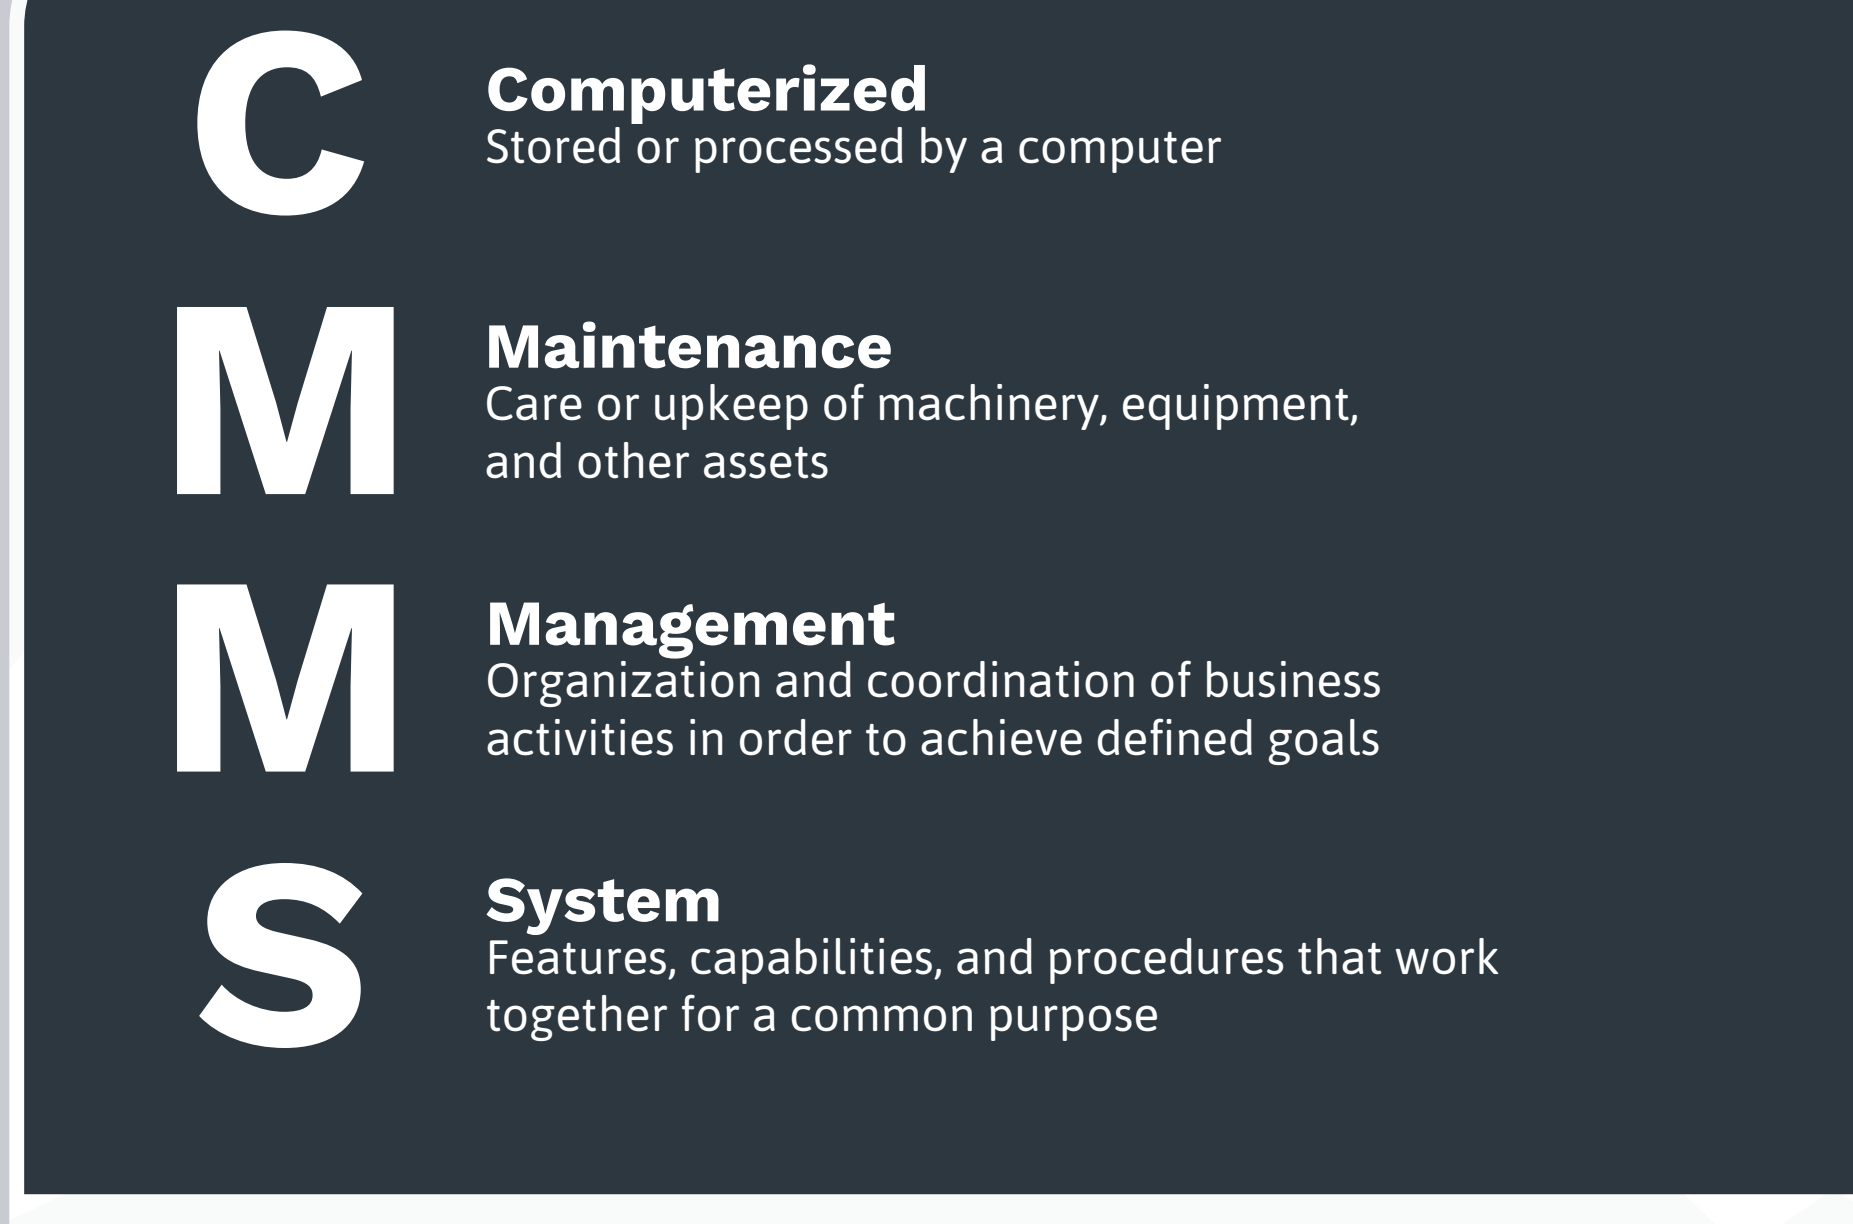 C
Computerized
Stored or processed by a computer
M
Maintenance
Care or upkeep of machinery, equipment,
and other assets
M
Management
Organization and coordination of business
activities in order to achieve defined goals
S
System
Features, capabilities, and procedures that work
together for a common purpose